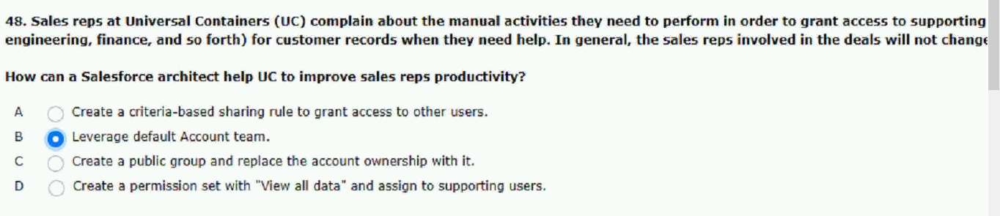 48. Sales reps at Universal Containers (UC) complain about the manual activities they need to perform in order to grant access to supporting
engineering, finance, and so forth) for customer records when they need help. In general, the sales reps involved in the deals will not change
How can a Salesforce architect help UC to improve sales reps productivity?
A Create a criteria-based sharing rule to grant access to other users.
B Leverage default Account team.
C Create a public group and replace the account ownership with it.
D Create a permission set with "View all data" and assign to supporting users.